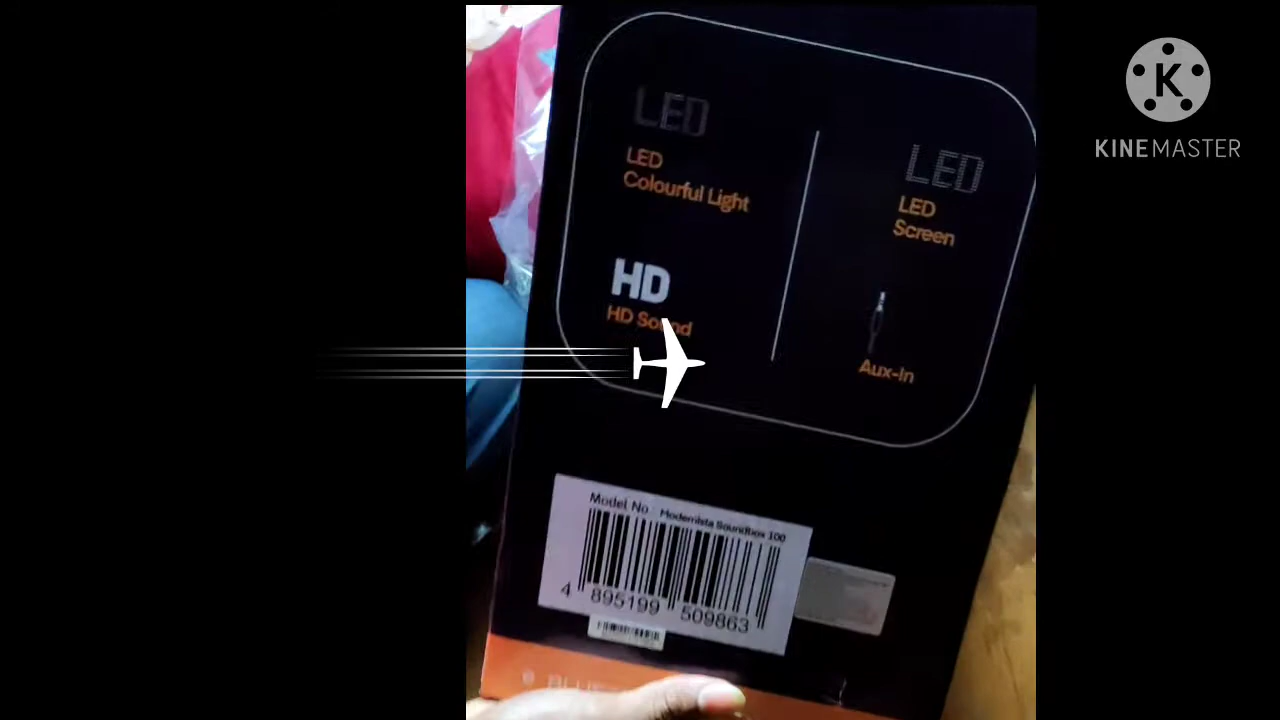 LED
LED
Colourful Light
LED
LED
Screen
HD
HD Sound
Aux-In
Model No Modernista Soundbox 100
4 895199 509863
K
KINEMASTER